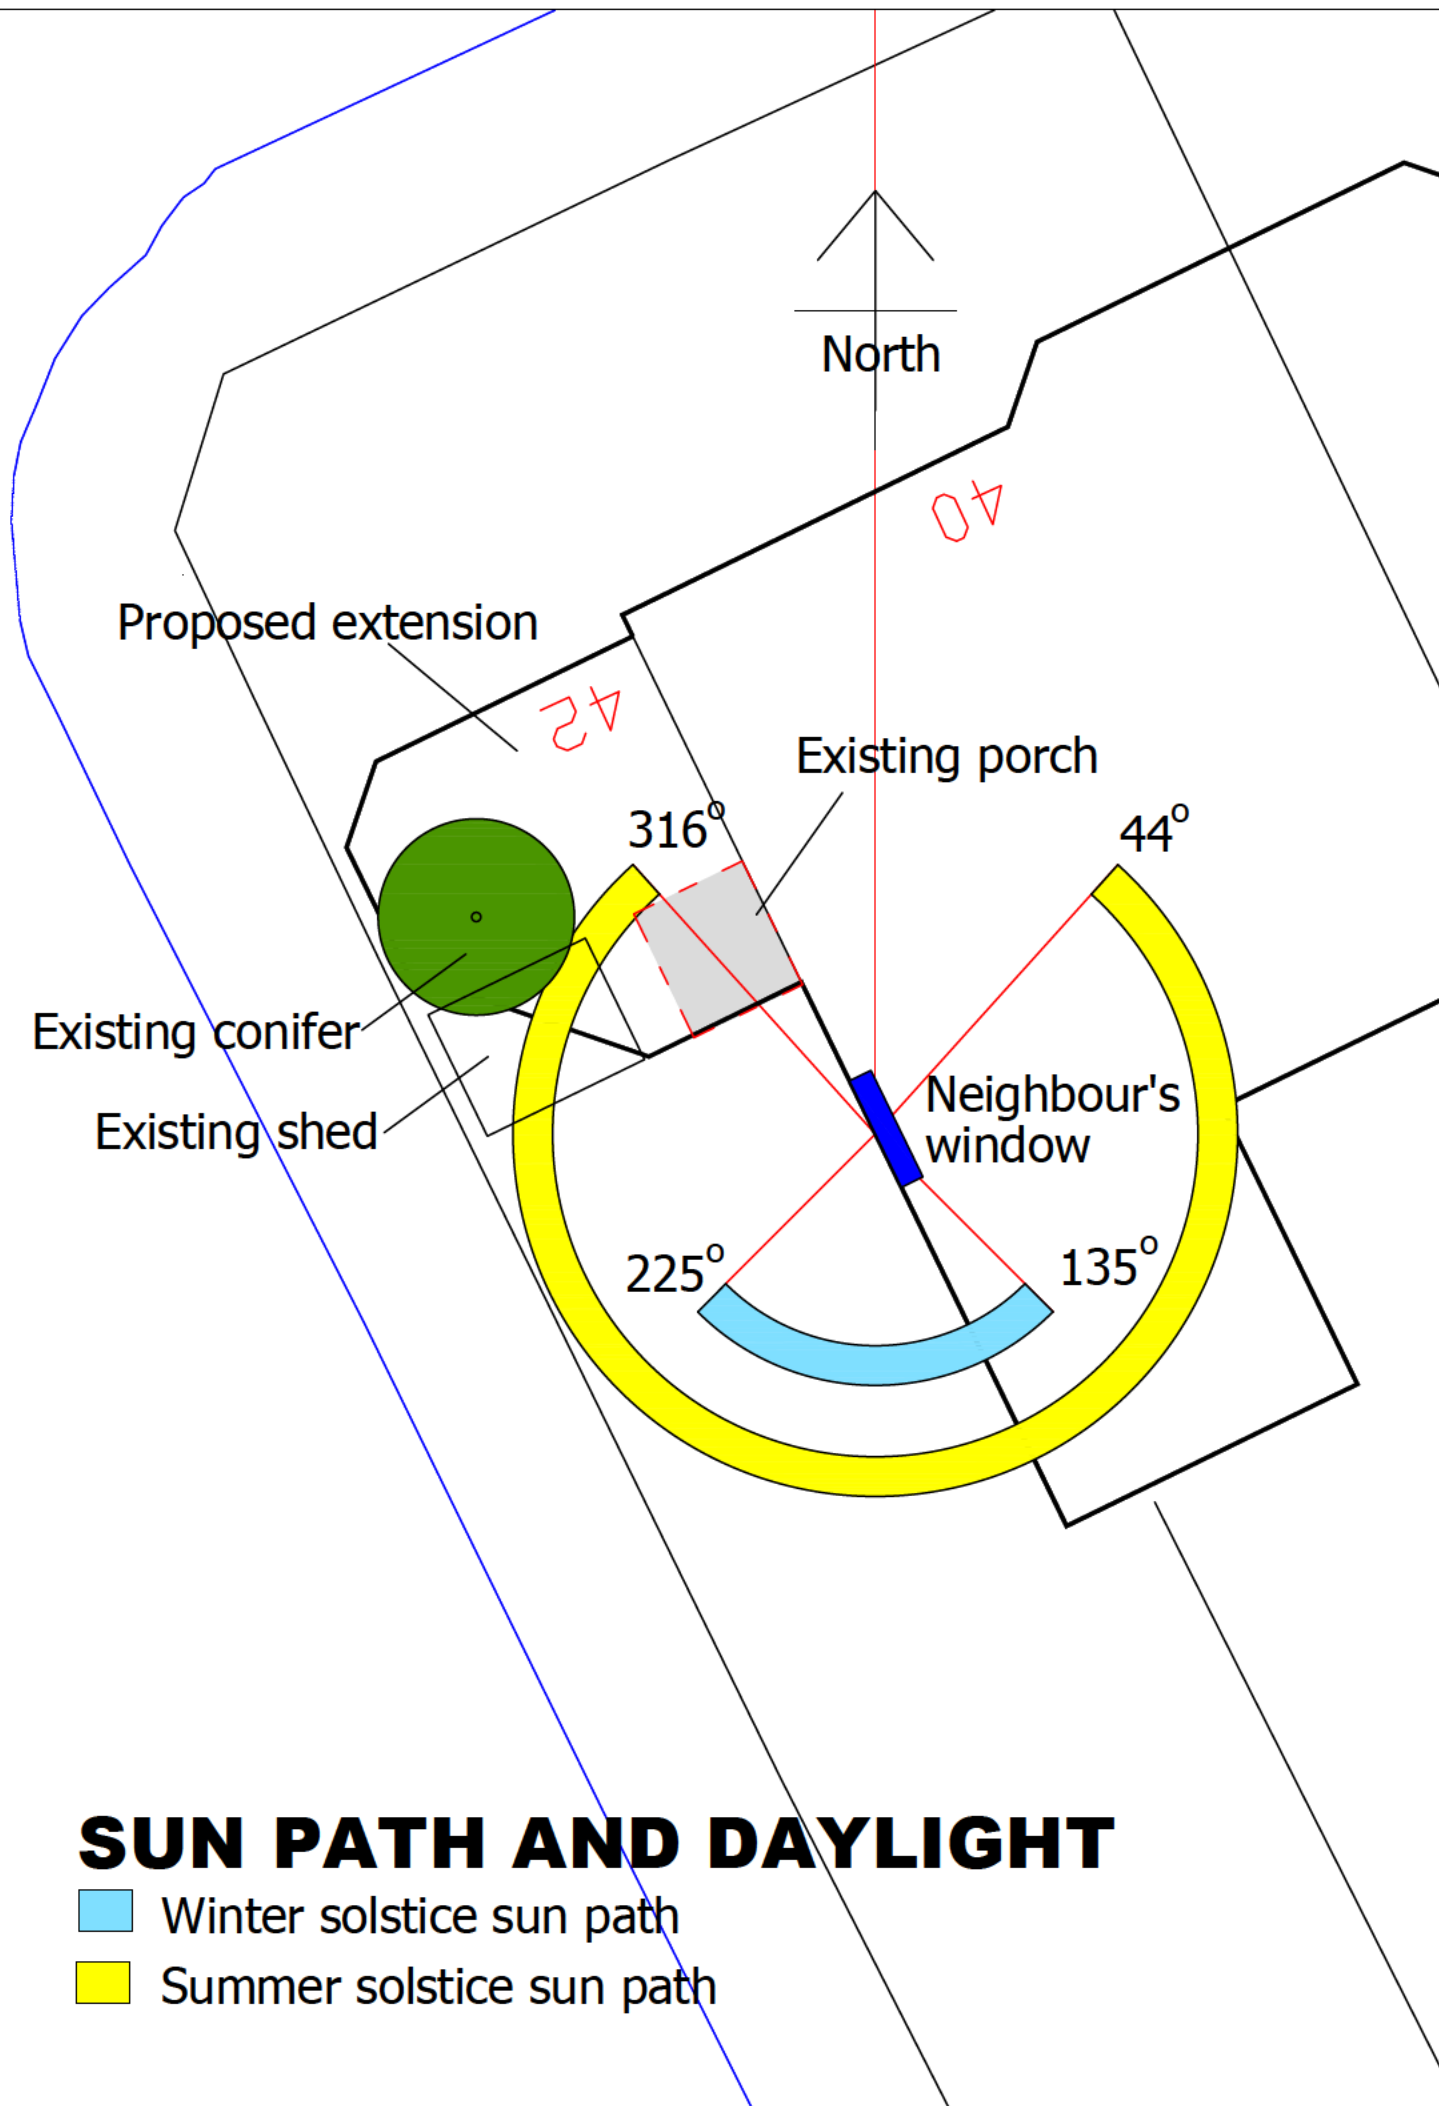 North
40
Proposed extension
42
Existing porch
316°
44°
Existing conifer
Neighbour's
window
Existing shed
225°
135°
SUN PATH AND DAYLIGHT
Winter solstice sun path
Summer solstice sun path